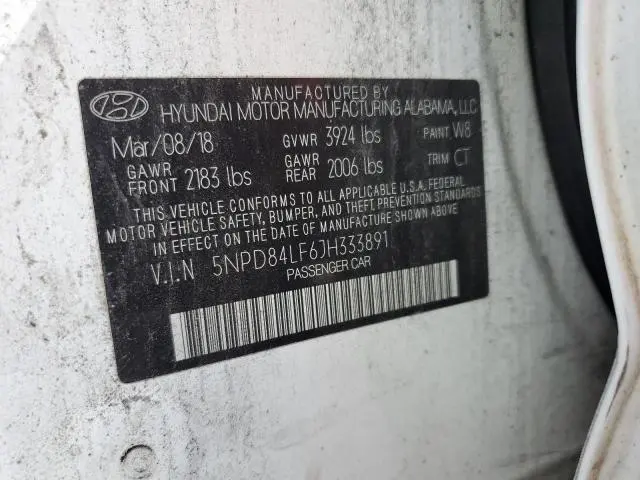 MANUFACTURED BY
HYUNDAI MOTOR MANUFACTURING ALABAMA, LLC
Mar/08/18 GVWR 3924 lbs PAINT W8
GAWR FRONT 2183 lbs GAWR REAR 2006 lbs TRIM CT
THIS VEHICLE CONFORMS TO ALL APPLICABLE U.S.A. FEDERAL
MOTOR VEHICLE SAFETY, BUMPER, AND THEFT PREVENTION STANDARDS
IN EFFECT ON THE DATE OF MANUFACTURE SHOWN ABOVE.
V.I.N 5NPD84LF6JH333891
PASSENGER CAR